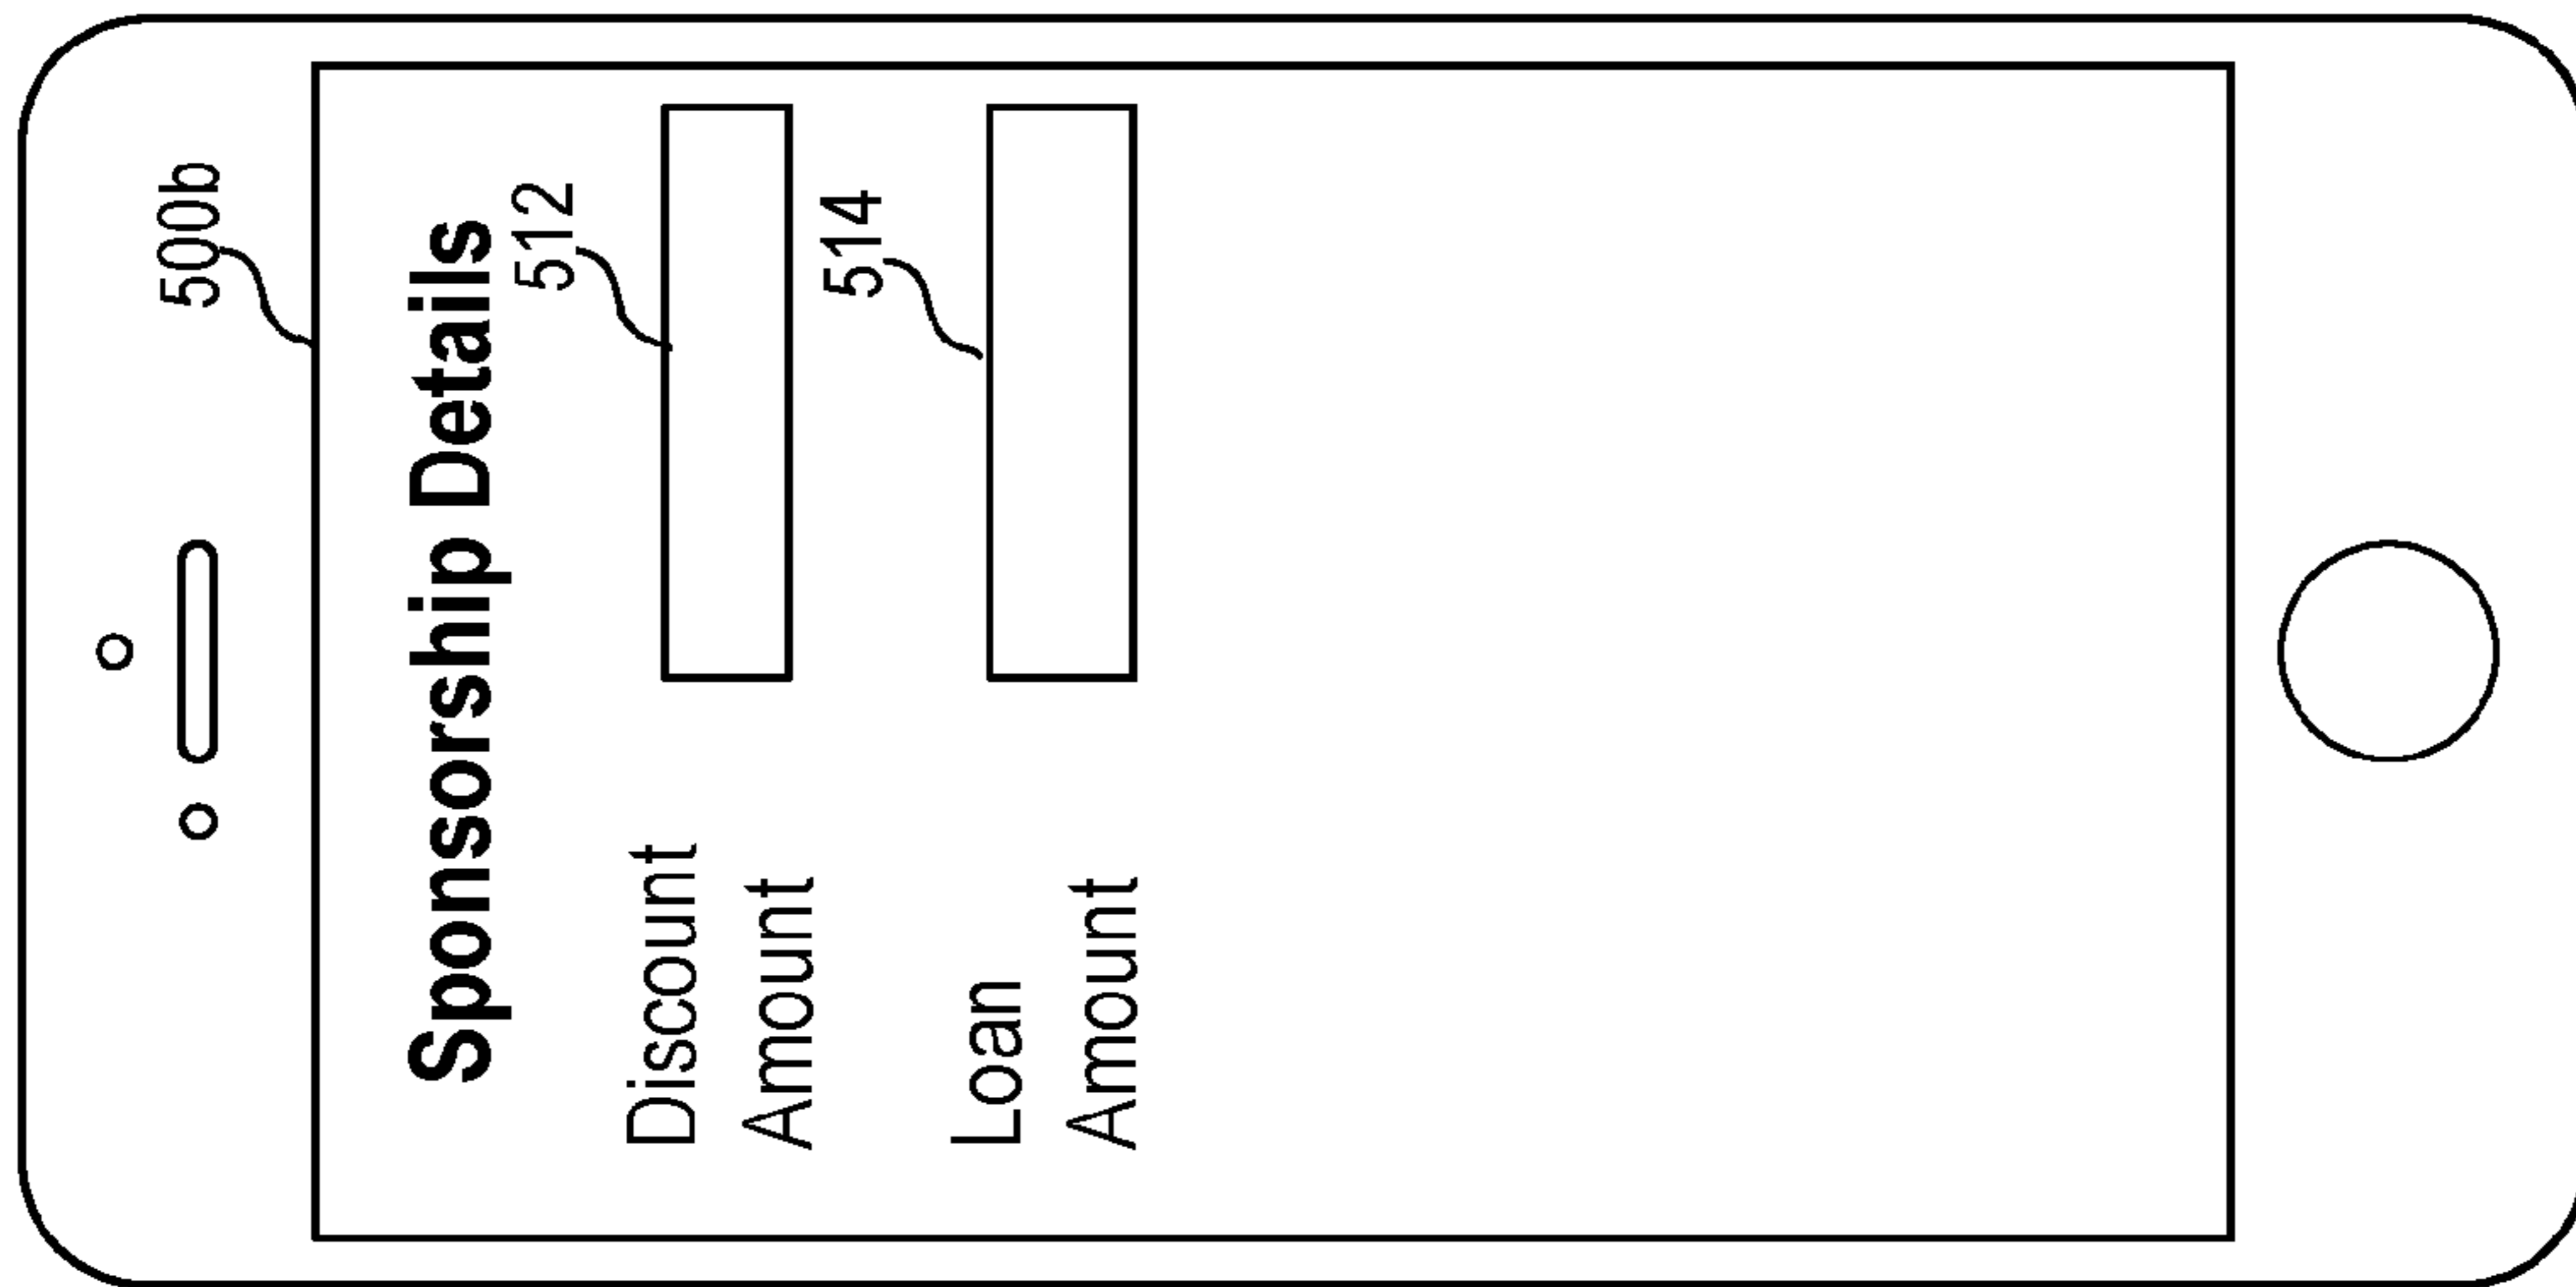 500b
Sponsorship Details
512
Discount
Amount
514
Loan
Amount